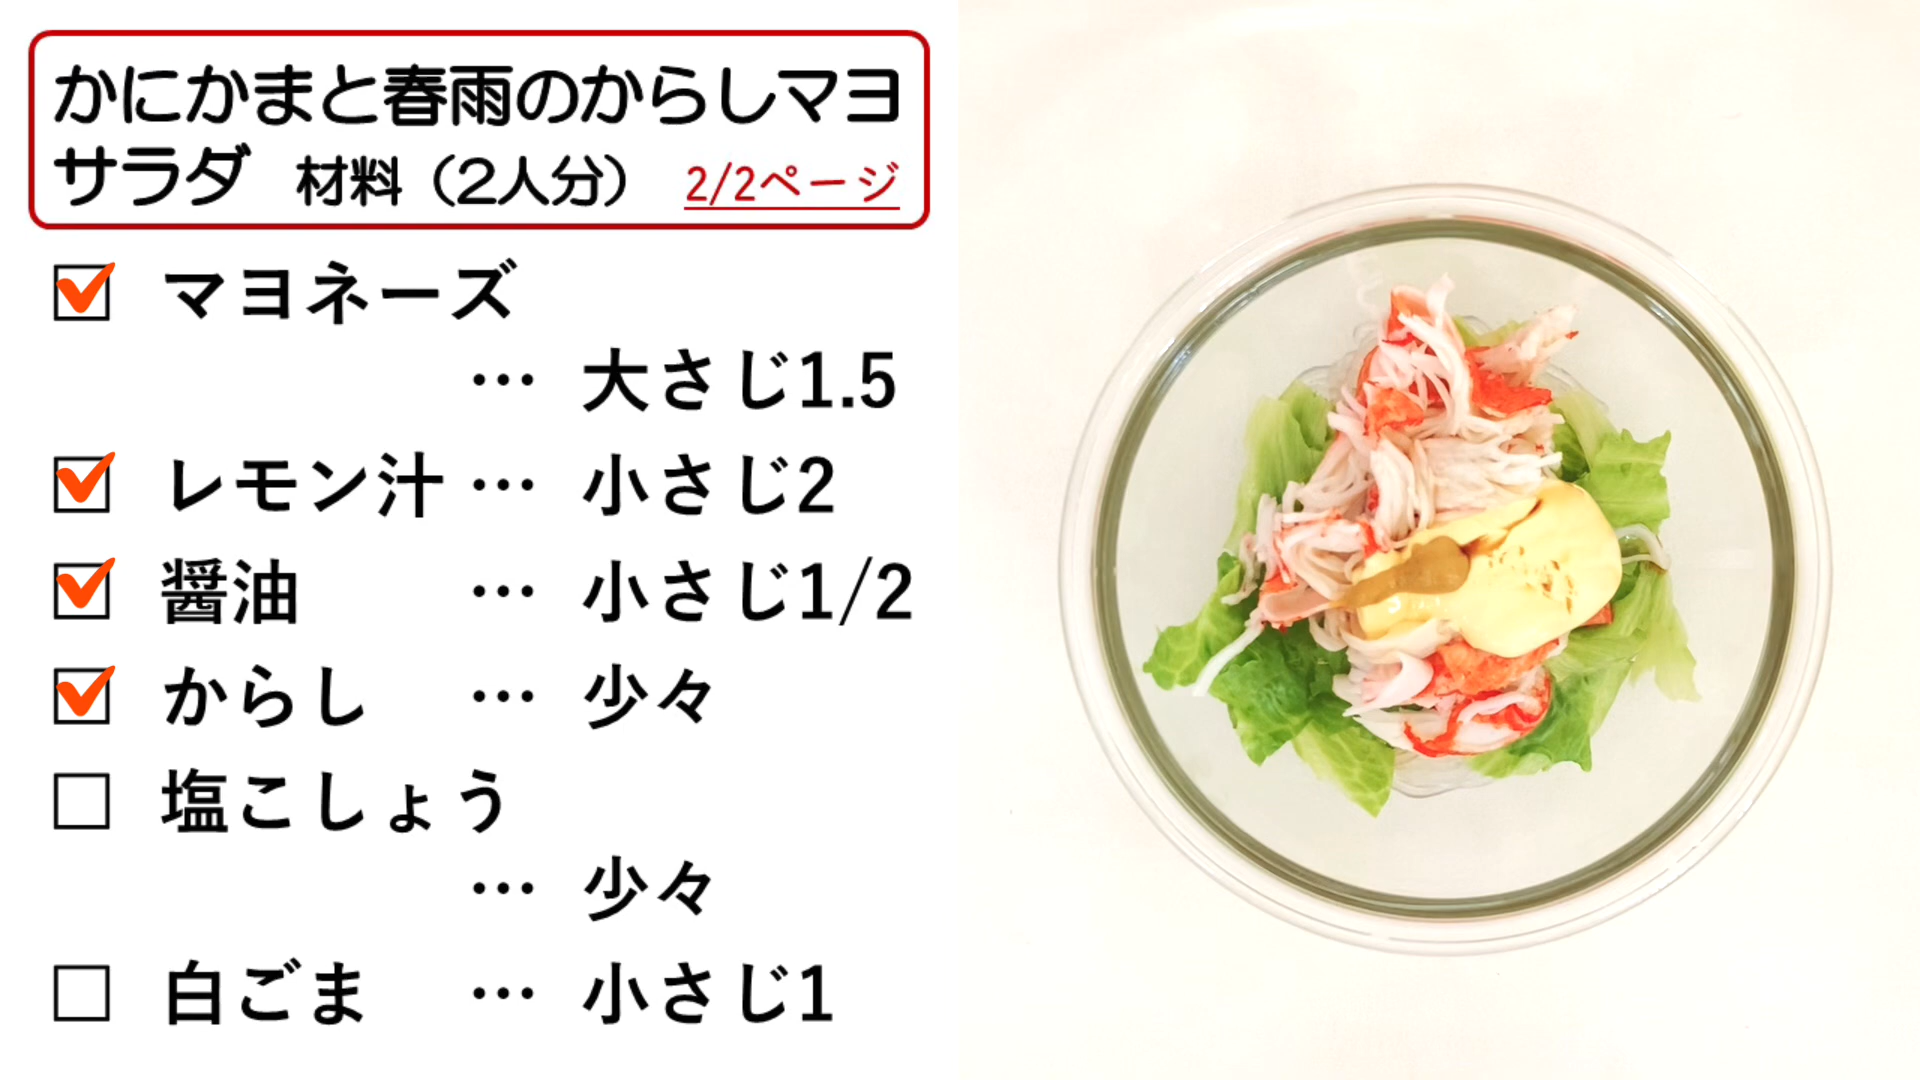 かにかまと春雨のからしマヨ
サラダ 材料（2人分） 2/2ページ
マヨネーズ
… 大さじ1.5
レモン汁 … 小さじ2
醤油 … 小さじ1/2
からし … 少々
塩こしょう
… 少々
白ごま … 小さじ1